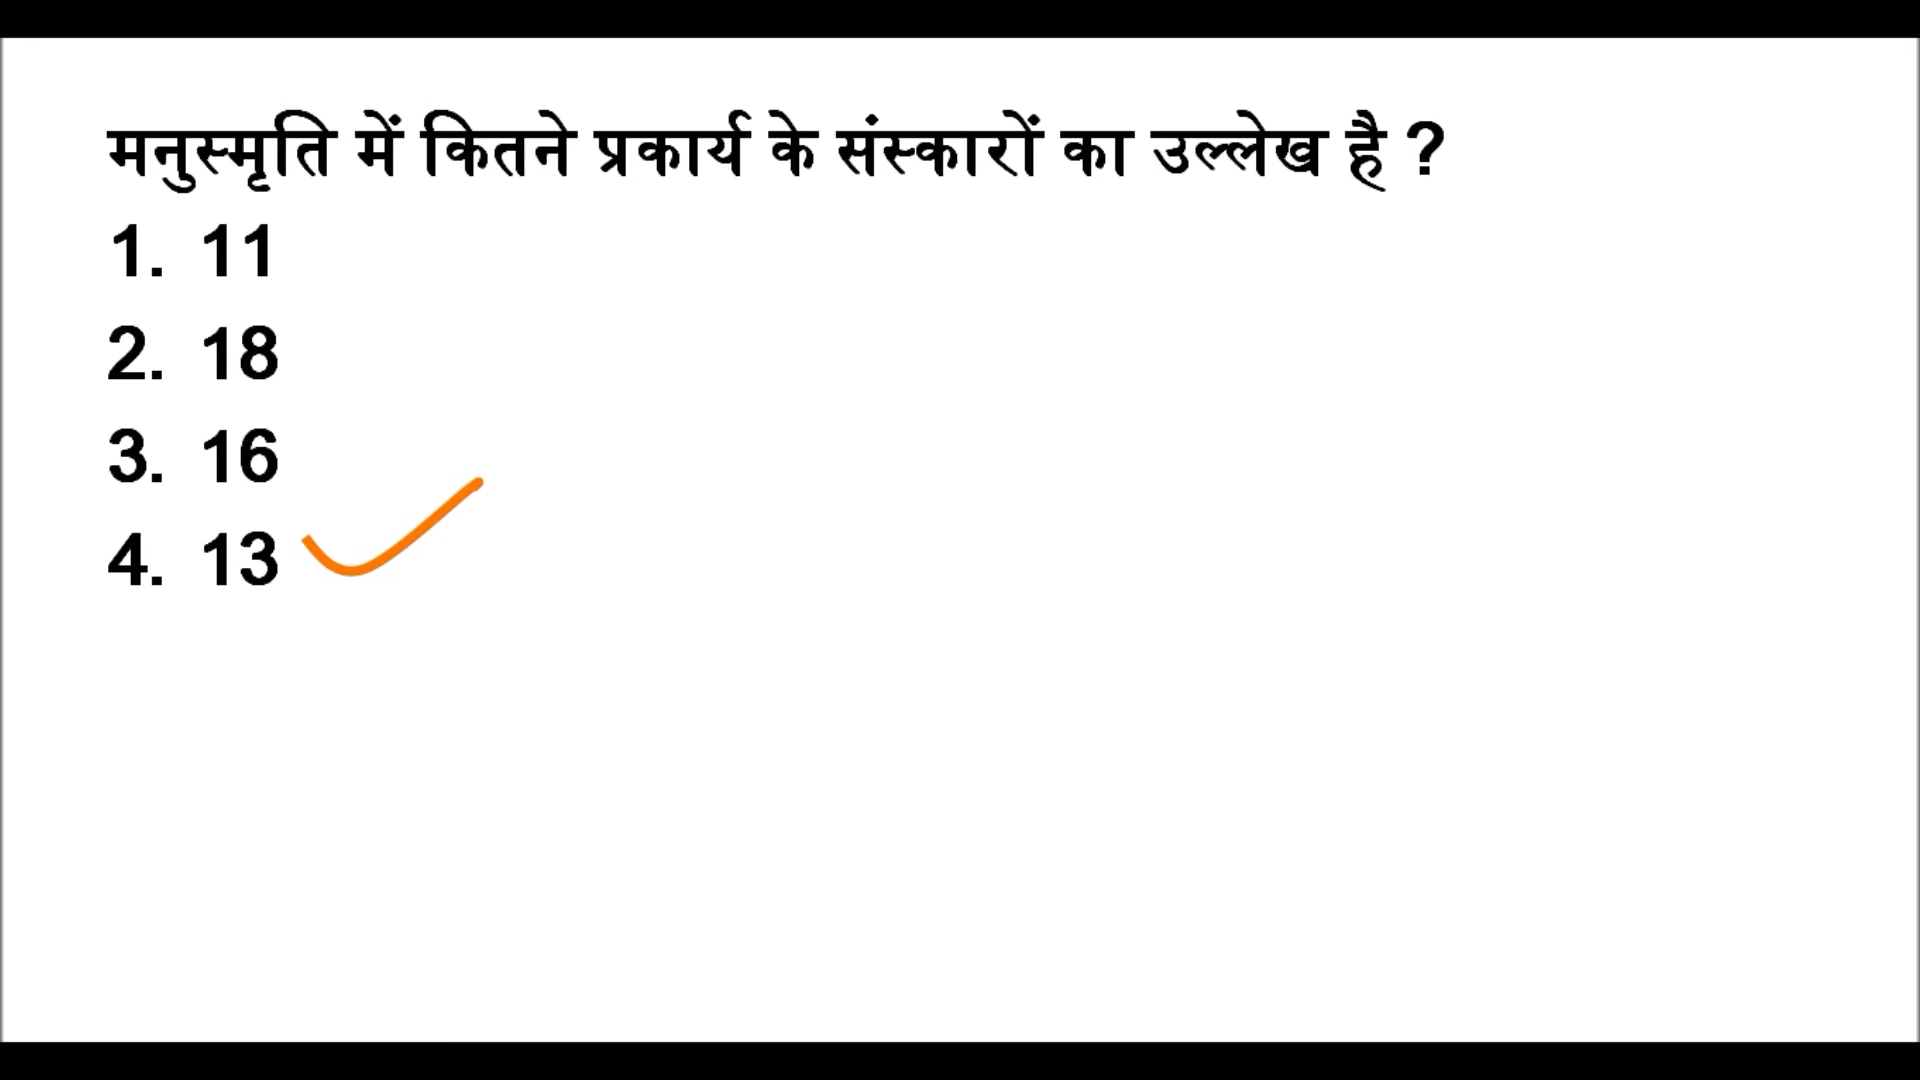 मनुस्मृति में कितने प्रकार्य के संस्कारों का उल्लेख है ?
1. 11
2. 18
3. 16
4. 13